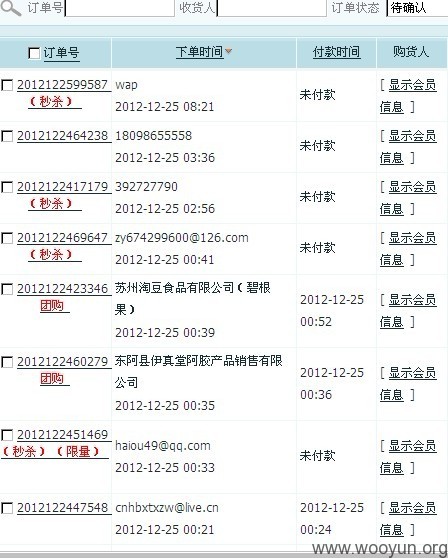 订单号 收货人 订单状态 待确认
订单号 下单时间 付款时间 购货人
2012122599587 wap [ 显示会员
(秒杀) 2012-12-25 08:21 未付款 信息 ]
2012122464238 18098655558 [ 显示会员
2012-12-25 03:36 未付款 信息 ]
2012122417179 392727790 [ 显示会员
(秒杀) 2012-12-25 02:56 未付款 信息 ]
2012122469647 zy674299600@126.com [ 显示会员
(秒杀) 2012-12-25 00:41 未付款 信息 ]
2012122423346 苏州淘豆食品有限公司(碧根
团购 果) 2012-12-25 [ 显示会员
2012-12-25 00:39 00:52 信息 ]
2012122460279 东阿县伊真堂阿胶产品销售有限
团购 公司 2012-12-25 [ 显示会员
2012-12-25 00:35 00:36 信息 ]
2012122451469 haiou49@qq.com [ 显示会员
(秒杀) (限量) 2012-12-25 00:33 未付款 信息 ]
2012122447548 cnhbxtxzw@live.cn 2012-12-25 [ 显示会员
2012-12-25 00:21 00:24 信息 ]
www.wooyun.org